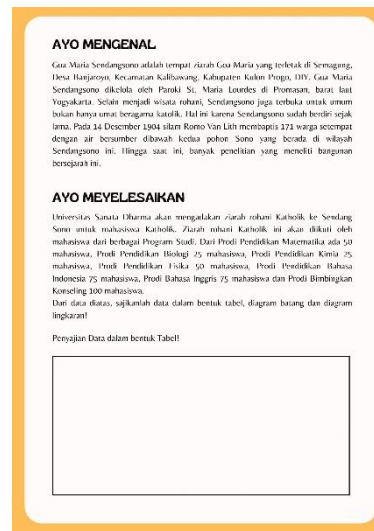 AYO MENGENAL
Goa Maria Sendangsono adalah tempat ziarah Goa Maria yang terletak di Semagung,
Desa Banjaroyo, Kecamatan Kalibawang, Kabupaten Kulon Progo, DIY. Gua Maria
Sendangsono dikelola oleh Paroki St. Maria Lourdes di Promasan, barat laut
Yogyakarta. Selain menjadi wisata rohani, Sendangsono juga terbuka untuk umum
bukan hanya umat beragama katolik. Hal ini karena Sendangsono sudah berdiri sejak
lama. Pada 14 Desember 1904 silam Romo Van Lith membaptis 171 warga setempat
dengan air bersumber dibawah kedua pohon Sono yang berada di wilayah
Sendangsono ini. Hingga saat ini, banyak penelitian yang meneliti bangunan
bersejarah ini.
AYO MEYELESAIKAN
Universitas Sanata Dharma akan mengadakan ziarah rohani Katholik ke Sendang
Sono untuk mahasiswa Katholik. Ziarah rohani Katholik ini akan diikuti oleh
mahasiswa dari berbagai Program Studi. Dari Prodi Pendidikan Matematika ada 50
mahasiswa, Prodi Pendidikan Biologi 25 mahasiswa, Prodi Pendidikan Kimia 25
mahasiswa, Prodi Pendidikan Fisika 50 mahasiswa, Prodi Pendidikan Bahasa
Indonesia 75 mahasiswa, Prodi Bahasa Inggris 75 mahasiswa dan Prodi Bimbingkan
Konseling 100 mahasiswa.
Dari data diatas, sajikanlah data dalam bentuk tabel, diagram batang dan diagram
lingkaran!
Penyajian Data dalam bentuk Tabel!